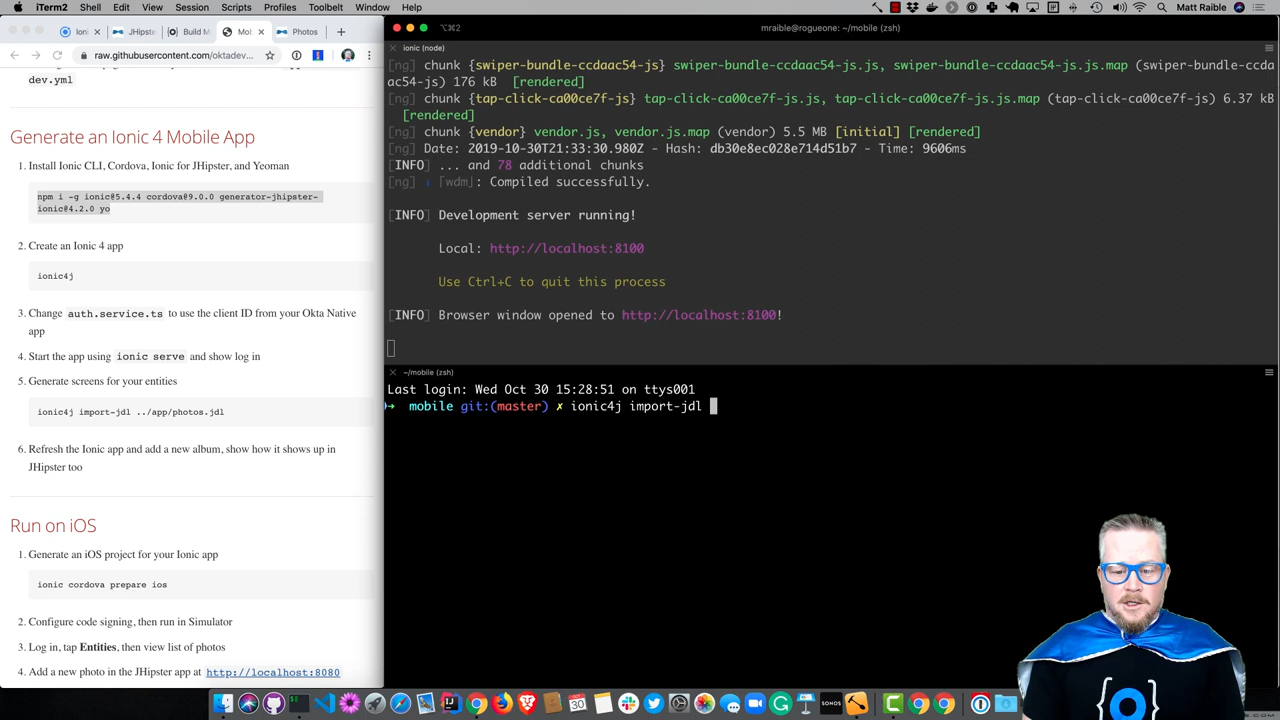 iTerm2 Shell Edit View Session Scripts Profiles Toolbelt Window Help
Matt Raible
Ioni
JHipste
Build M
Mob
Photos
raw.githubusercontent.com/oktadev...
dev.yml
Generate an Ionic 4 Mobile App
1. Install Ionic CLI, Cordova, Ionic for JHipster, and Yeoman
npm i -g ionic@5.4.4 cordova@9.0.0 generator-jhipster-
ionic@4.2.0 yo
2. Create an Ionic 4 app
ionic4j
3. Change auth.service.ts to use the client ID from your Okta Native
app
4. Start the app using ionic serve and show log in
5. Generate screens for your entities
ionic4j import-jdl ../app/photos.jdl
6. Refresh the Ionic app and add a new album, show how it shows up in
JHipster too
Run on iOS
1. Generate an iOS project for your Ionic app
ionic cordova prepare ios
2. Configure code signing, then run in Simulator
3. Log in, tap Entities, then view list of photos
4. Add a new photo in the JHipster app at http://localhost:8080
⌥⌘2
mraible@rogueone: ~/mobile (zsh)
ionic (node)
[ng] chunk {swiper-bundle-ccdaac54-js} swiper-bundle-ccdaac54-js.js, swiper-bundle-ccdaac54-js.js.map (swiper-bundle-ccda
ac54-js) 176 kB [rendered]
[ng] chunk {tap-click-ca00ce7f-js} tap-click-ca00ce7f-js.js, tap-click-ca00ce7f-js.js.map (tap-click-ca00ce7f-js) 6.37 kB
[rendered]
[ng] chunk {vendor} vendor.js, vendor.js.map (vendor) 5.5 MB [initial] [rendered]
[ng] Date: 2019-10-30T21:33:30.980Z - Hash: db30e8ec028e714d51b7 - Time: 9606ms
[INFO] ... and 78 additional chunks
[ng] ℹ ｢wdm｣: Compiled successfully.
[INFO] Development server running!
Local: http://localhost:8100
Use Ctrl+C to quit this process
[INFO] Browser window opened to http://localhost:8100!
~/mobile (zsh)
Last login: Wed Oct 30 15:28:51 on ttys001
➜ mobile git:(master) ✗ ionic4j import-jdl
30
SONOS
{ }